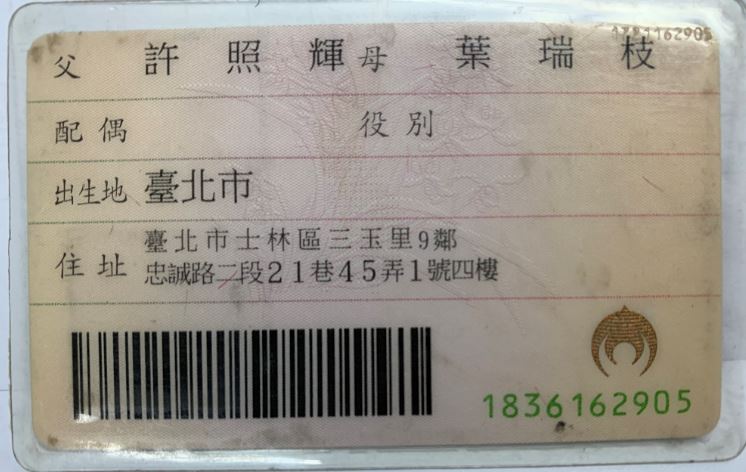 父 許照輝 母 葉瑞枝
配偶 役別
出生地 臺北市
住址 臺北市士林區三玉里9鄰
忠誠路二段21巷45弄1號四樓
1836162905